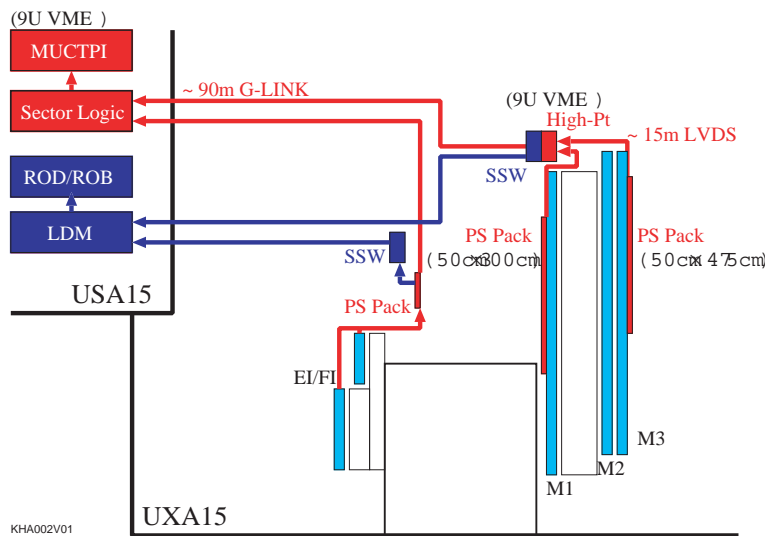 (9U VME )
MUCTPI
Sector Logic
~ 90m G-LINK
(9U VME )
High-Pt
~ 15m LVDS
ROD/ROB
SSW
LDM
SSW
PS Pack
PS Pack
(50cm×300cm)
(50cm×475cm)
USA15
PS Pack
EI/FI
M3
M2
M1
UXA15
KHA002V01